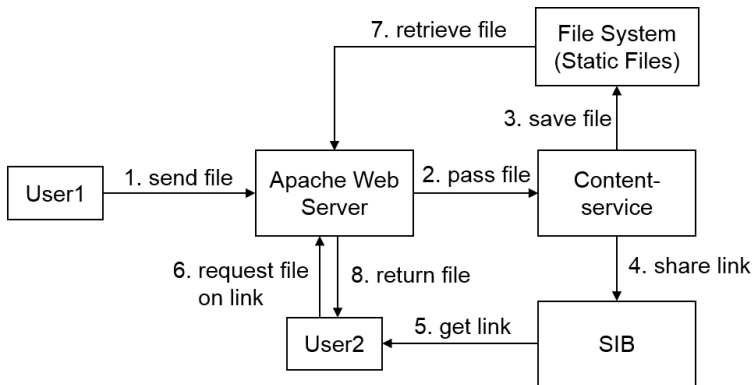 7. retrieve file
File System
(Static Files)
3. save file
1. send file
User1
Apache Web
Server
2. pass file
Content-
service
4. share link
6. request file
on link
8. return file
5. get link
User2
SIB